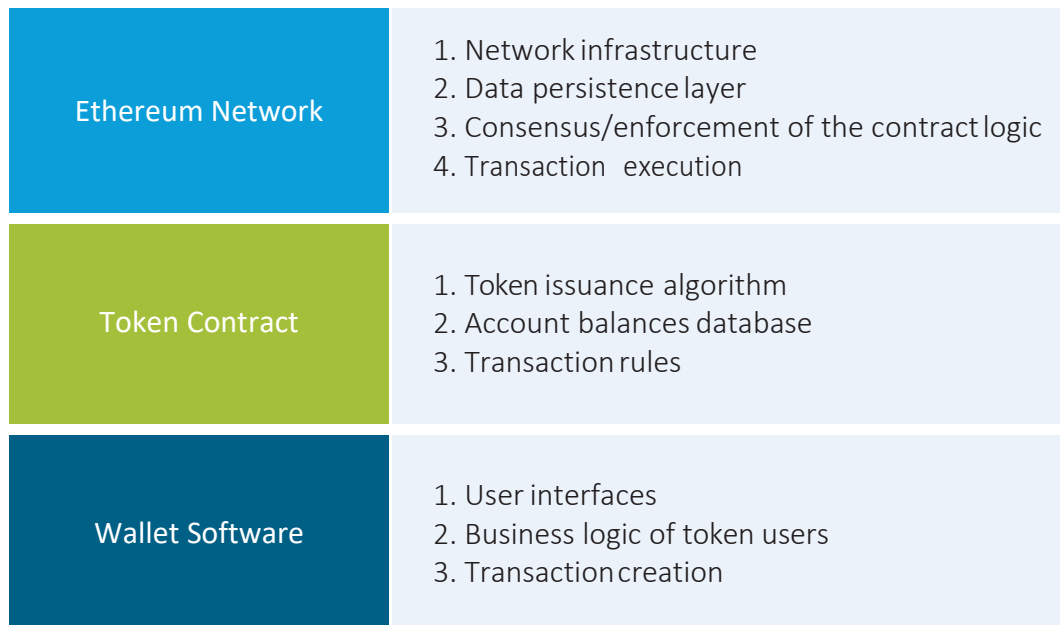 Ethereum Network
1. Network infrastructure
2. Data persistence layer
3. Consensus/enforcement of the contract logic
4. Transaction execution
Token Contract
1. Token issuance algorithm
2. Account balances database
3. Transaction rules
Wallet Software
1. User interfaces
2. Business logic of token users
3. Transaction creation